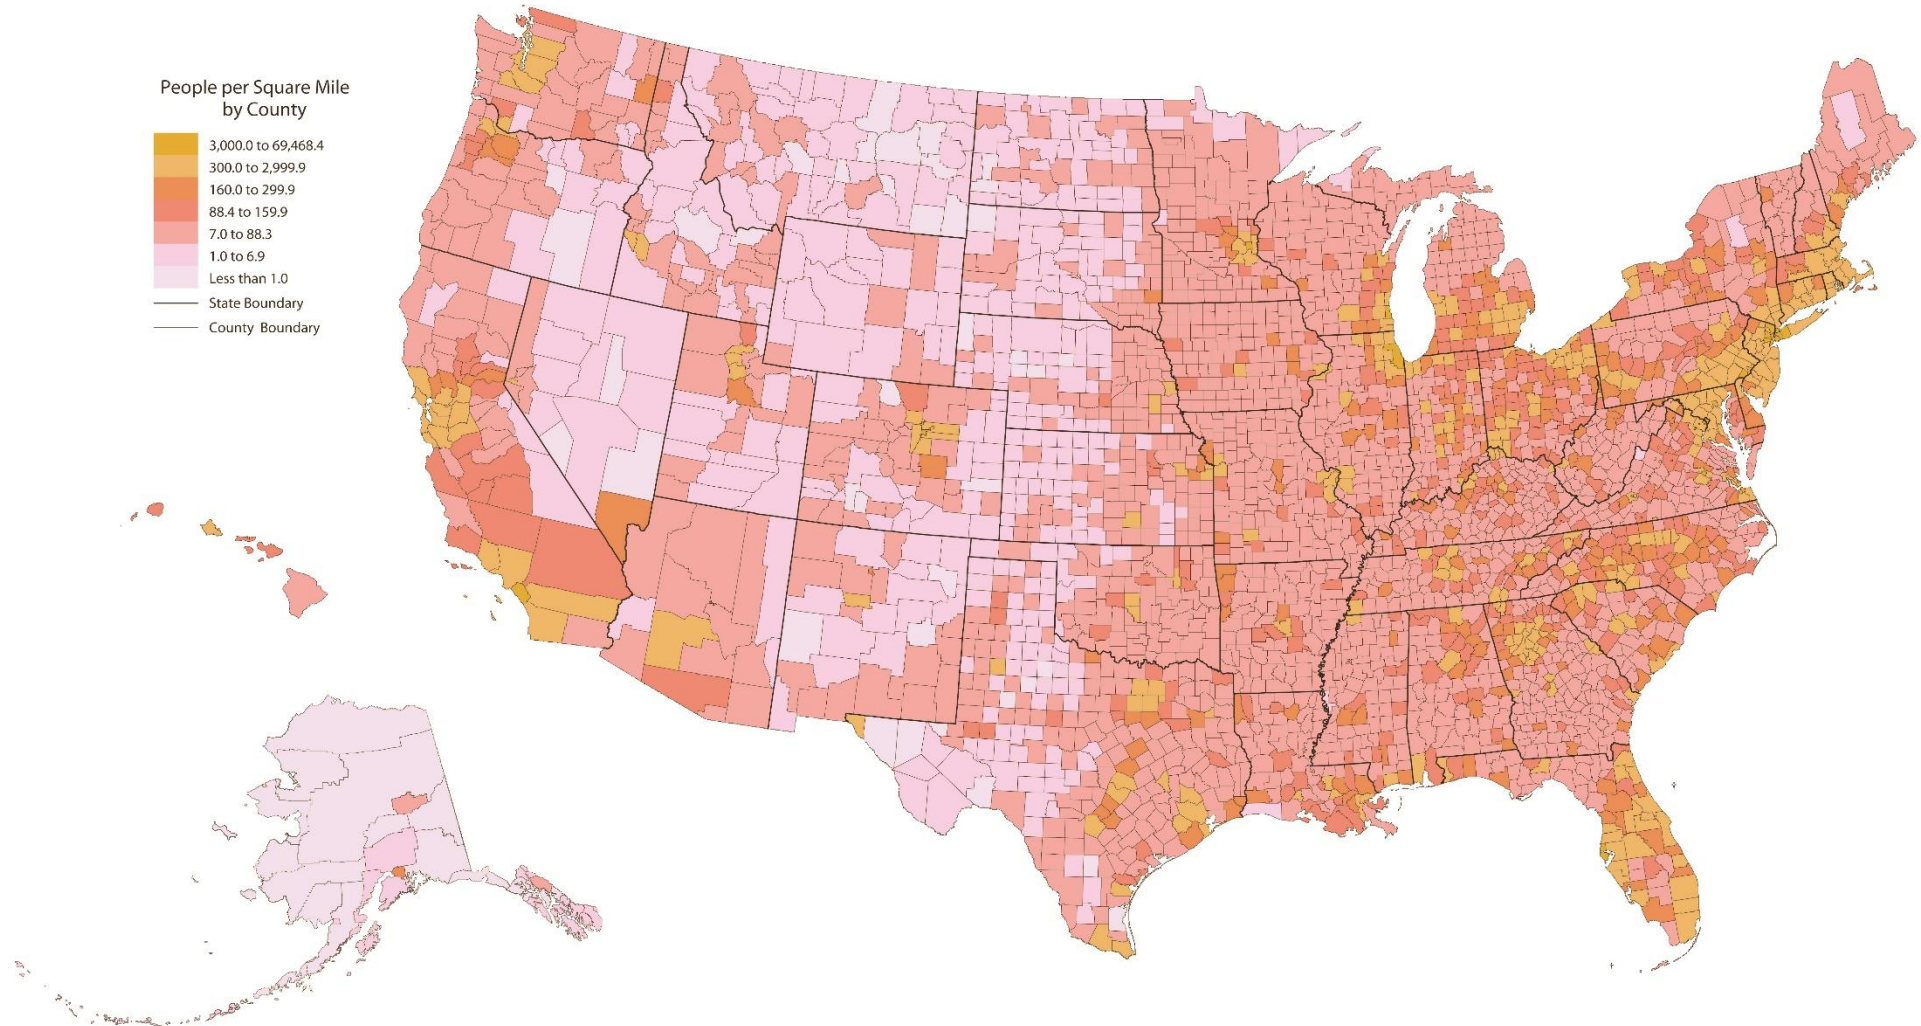 People per Square Mile
by County
3,000.0 to 69,468.4
300.0 to 2,999.9
160.0 to 299.9
88.4 to 159.9
7.0 to 88.3
1.0 to 6.9
Less than 1.0
State Boundary
County Boundary